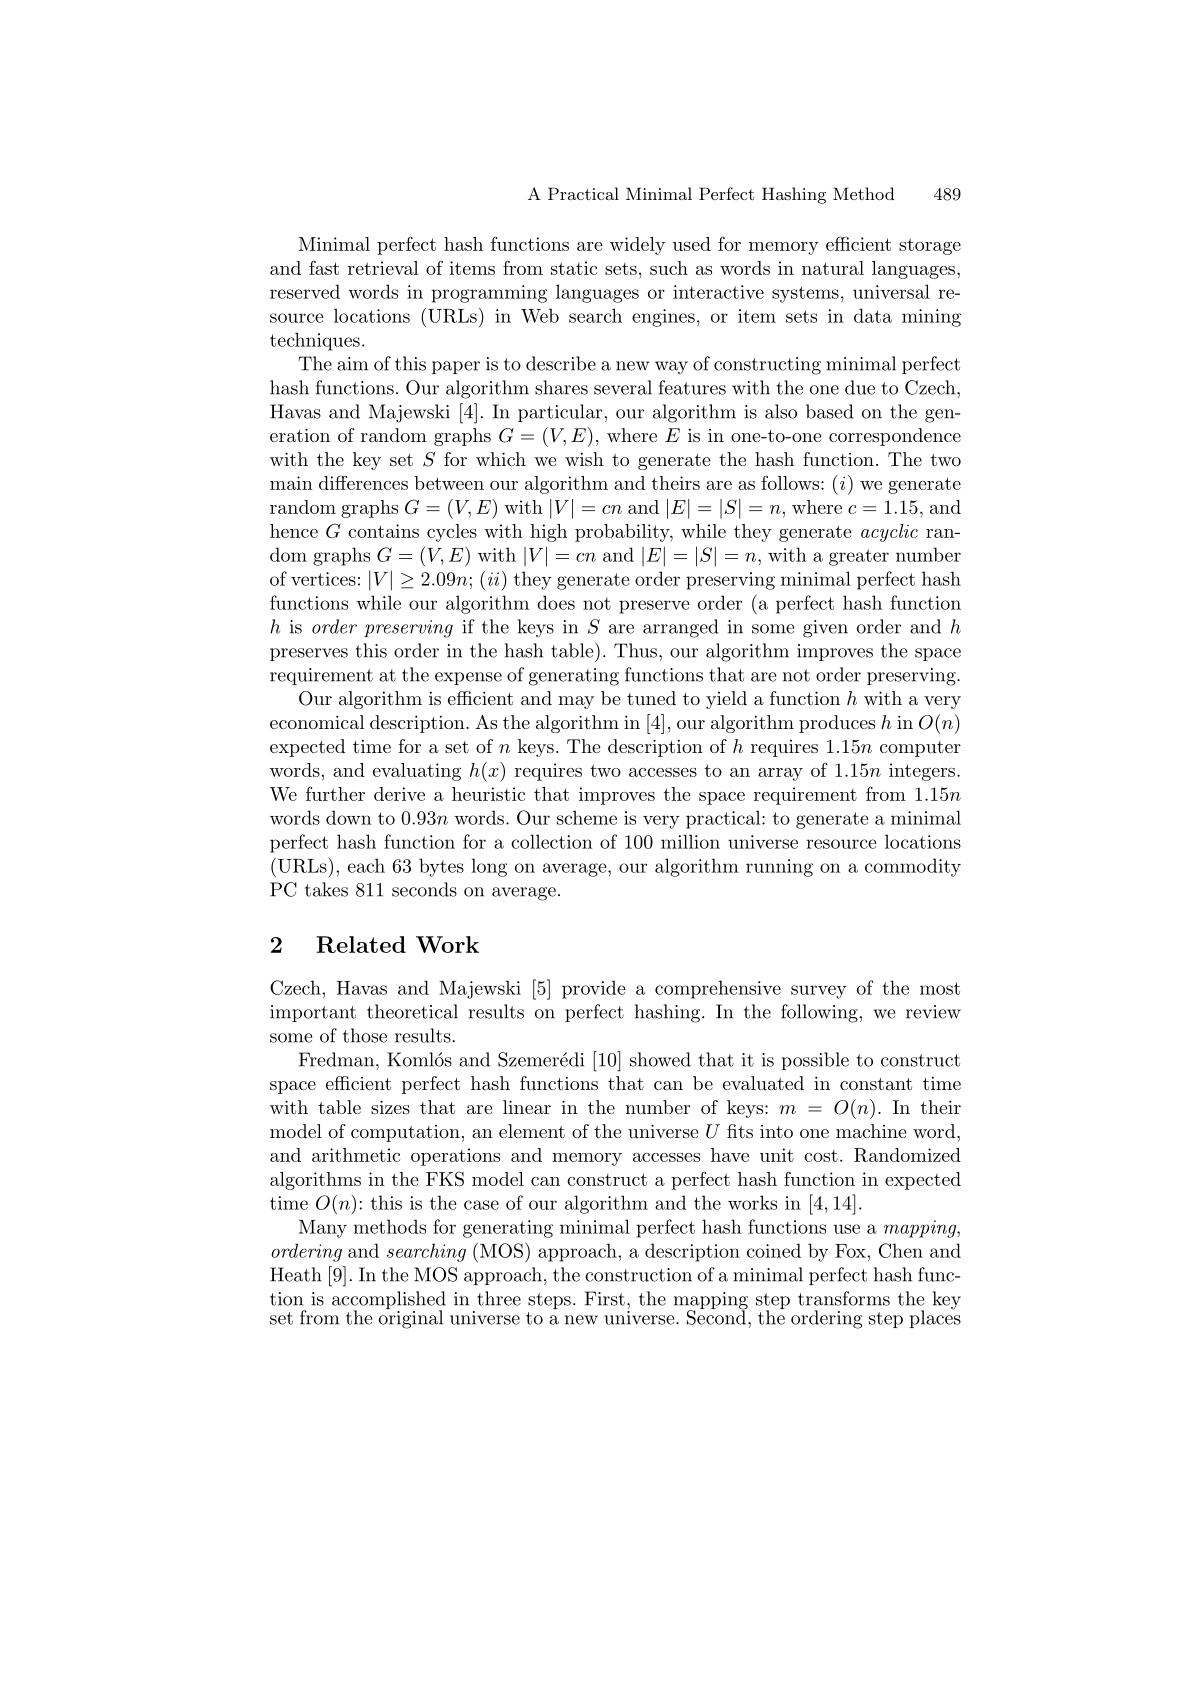 A Practical Minimal Perfect Hashing Method 489
Minimal perfect hash functions are widely used for memory efficient storage
and fast retrieval of items from static sets, such as words in natural languages,
reserved words in programming languages or interactive systems, universal re-
source locations (URLs) in Web search engines, or item sets in data mining
techniques.
The aim of this paper is to describe a new way of constructing minimal perfect
hash functions. Our algorithm shares several features with the one due to Czech,
Havas and Majewski [4]. In particular, our algorithm is also based on the gen-
eration of random graphs G = (V, E), where E is in one-to-one correspondence
with the key set S for which we wish to generate the hash function. The two
main differences between our algorithm and theirs are as follows: (i) we generate
random graphs G = (V, E) with |V| = cn and |E| = |S| = n, where c = 1.15, and
hence G contains cycles with high probability, while they generate acyclic ran-
dom graphs G = (V, E) with |V| = cn and |E| = |S| = n, with a greater number
of vertices: |V| ≥ 2.09n; (ii) they generate order preserving minimal perfect hash
functions while our algorithm does not preserve order (a perfect hash function
h is order preserving if the keys in S are arranged in some given order and h
preserves this order in the hash table). Thus, our algorithm improves the space
requirement at the expense of generating functions that are not order preserving.
Our algorithm is efficient and may be tuned to yield a function h with a very
economical description. As the algorithm in [4], our algorithm produces h in O(n)
expected time for a set of n keys. The description of h requires 1.15n computer
words, and evaluating h(x) requires two accesses to an array of 1.15n integers.
We further derive a heuristic that improves the space requirement from 1.15n
words down to 0.93n words. Our scheme is very practical: to generate a minimal
perfect hash function for a collection of 100 million universe resource locations
(URLs), each 63 bytes long on average, our algorithm running on a commodity
PC takes 811 seconds on average.
2 Related Work
Czech, Havas and Majewski [5] provide a comprehensive survey of the most
important theoretical results on perfect hashing. In the following, we review
some of those results.
Fredman, Komlós and Szemerédi [10] showed that it is possible to construct
space efficient perfect hash functions that can be evaluated in constant time
with table sizes that are linear in the number of keys: m = O(n). In their
model of computation, an element of the universe U fits into one machine word,
and arithmetic operations and memory accesses have unit cost. Randomized
algorithms in the FKS model can construct a perfect hash function in expected
time O(n): this is the case of our algorithm and the works in [4, 14].
Many methods for generating minimal perfect hash functions use a mapping,
ordering and searching (MOS) approach, a description coined by Fox, Chen and
Heath [9]. In the MOS approach, the construction of a minimal perfect hash func-
tion is accomplished in three steps. First, the mapping step transforms the key
set from the original universe to a new universe. Second, the ordering step places